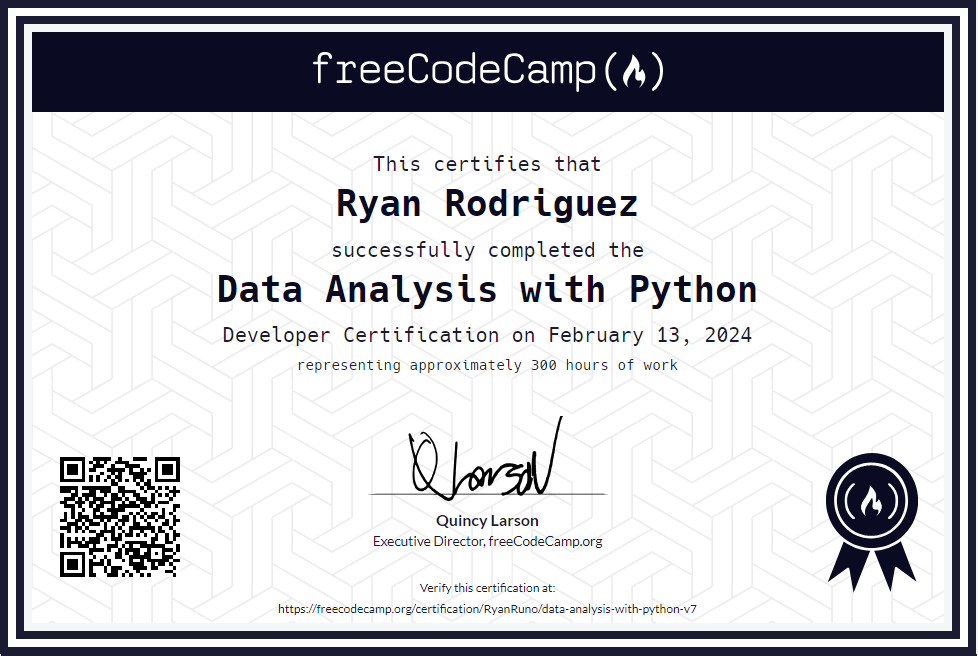 freeCodeCamp
This certifies that
Ryan Rodriguez
successfully completed the
Data Analysis with Python
Developer Certification on February 13, 2024
representing approximately 300 hours of work
Q Larson
Quincy Larson
Executive Director, freeCodeCamp.org
Verify this certification at:
https://freecodecamp.org/certification/RyanRuno/data-analysis-with-python-v7